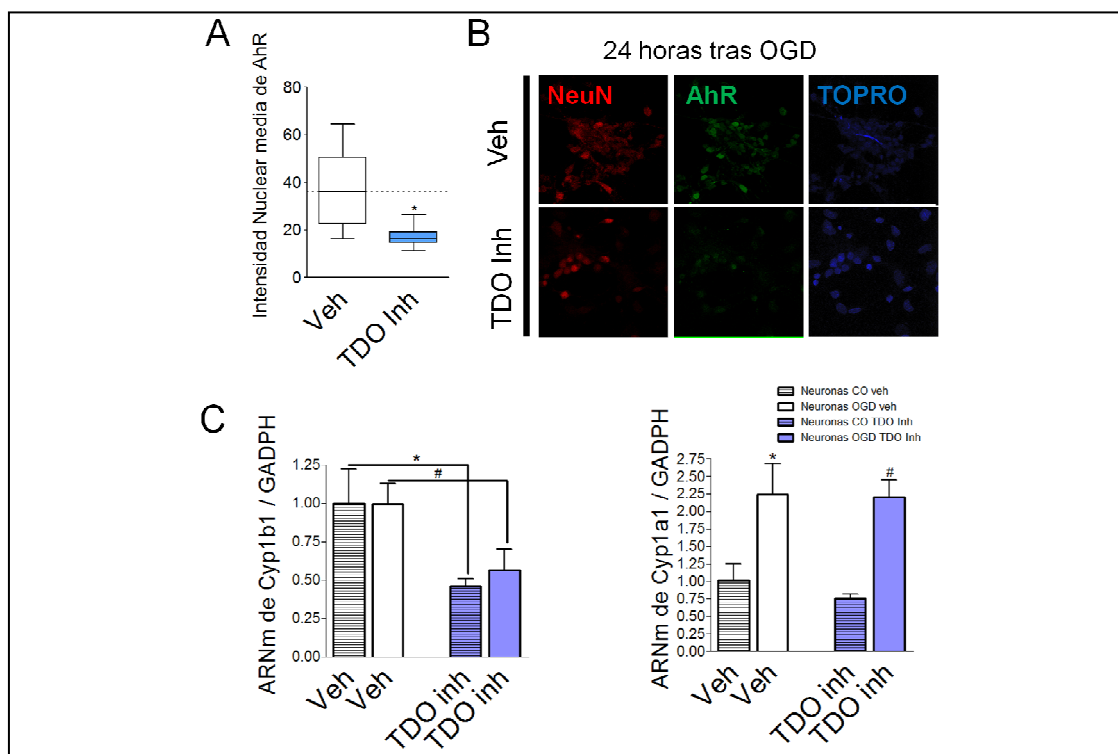 A
Intensidad Nuclear media de AhR
80
60
40
20
0
*
Veh
TDO Inh
B
24 horas tras OGD
NeuN
AhR
TOPRO
Veh
TDO Inh
C
ARNm de Cyp1b1 / GADPH
1.25
1.00
0.75
0.50
0.25
0.00
*
#
Veh
Veh
TDO inh
TDO inh
Neuronas CO veh
Neuronas OGD veh
Neuronas CO TDO Inh
Neuronas OGD TDO Inh
ARNm de Cyp1a1 / GADPH
2.75
2.50
2.25
2.00
1.75
1.50
1.25
1.00
0.75
0.50
0.25
0.00
*
#
Veh
Veh
TDO inh
TDO inh